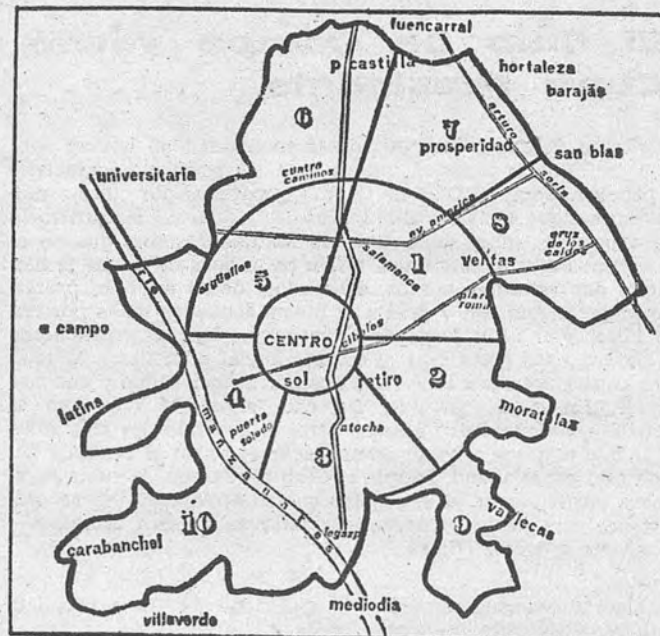 fuencarral
p. castilla
hortaleza
barajas
6
7
arturo
soria
prosperidad
san blas
universitaria
cuatro
caminos
av. america
8
cruz
de los
caidos
argüelles
5
salamanca
1
ventas
rio
manzanares
c campo
CENTRO
cibeles
sol
retiro
2
4
latina
puerta
toledo
atocha
moratalaz
3
10
legazpi
9
vallecas
carabanchel
mediodia
villaverde